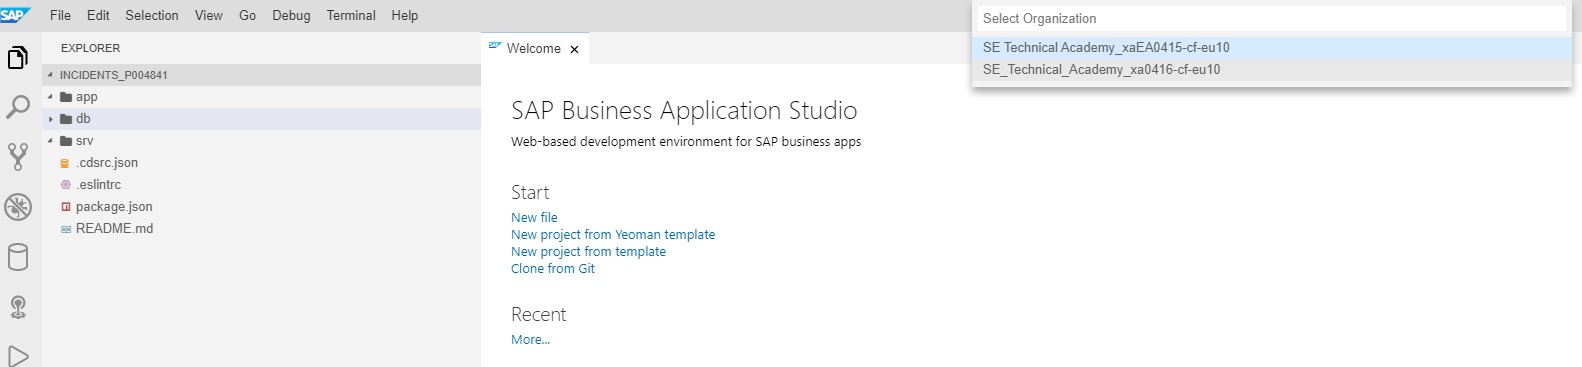 SAP File Edit Selection View Go Debug Terminal Help
Select Organization
SE Technical Academy_xaEA0415-cf-eu10
SE_Technical_Academy_xa0416-cf-eu10
EXPLORER
INCIDENTS_P004841
app
db
srv
.cdsrc.json
.eslintrc
package.json
README.md
Welcome
SAP Business Application Studio
Web-based development environment for SAP business apps
Start
New file
New project from Yeoman template
New project from template
Clone from Git
Recent
More...